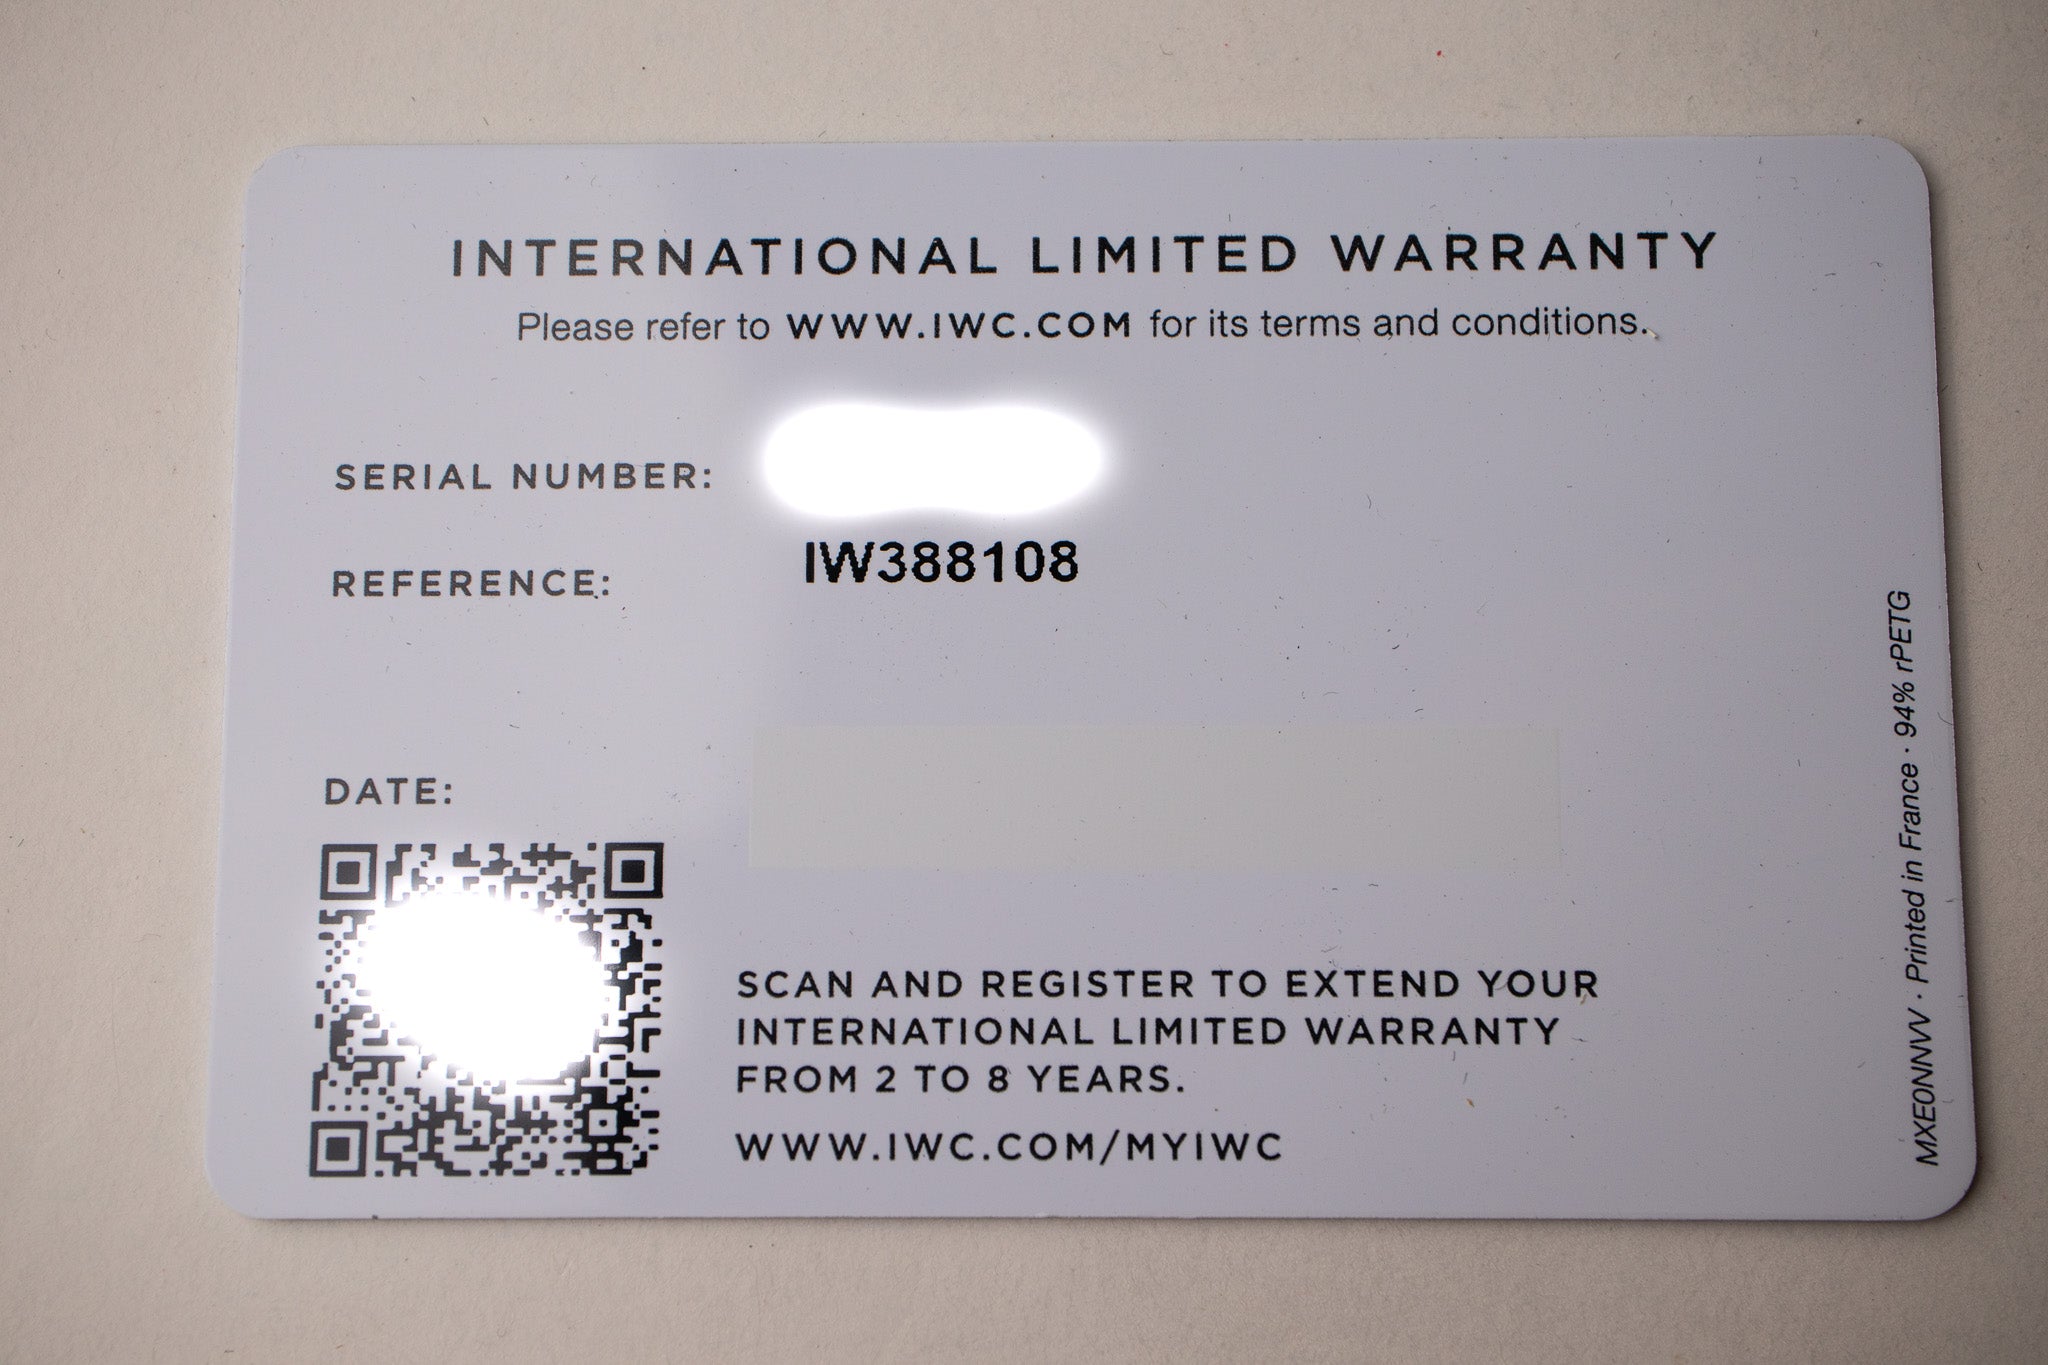 INTERNATIONAL LIMITED WARRANTY
Please refer to WWW.IWC.COM for its terms and conditions.
SERIAL NUMBER:
REFERENCE: IW388108
DATE:
SCAN AND REGISTER TO EXTEND YOUR
INTERNATIONAL LIMITED WARRANTY
FROM 2 TO 8 YEARS.
WWW.IWC.COM/MYIWC
MXE0NNVV · Printed in France · 94% rPETG